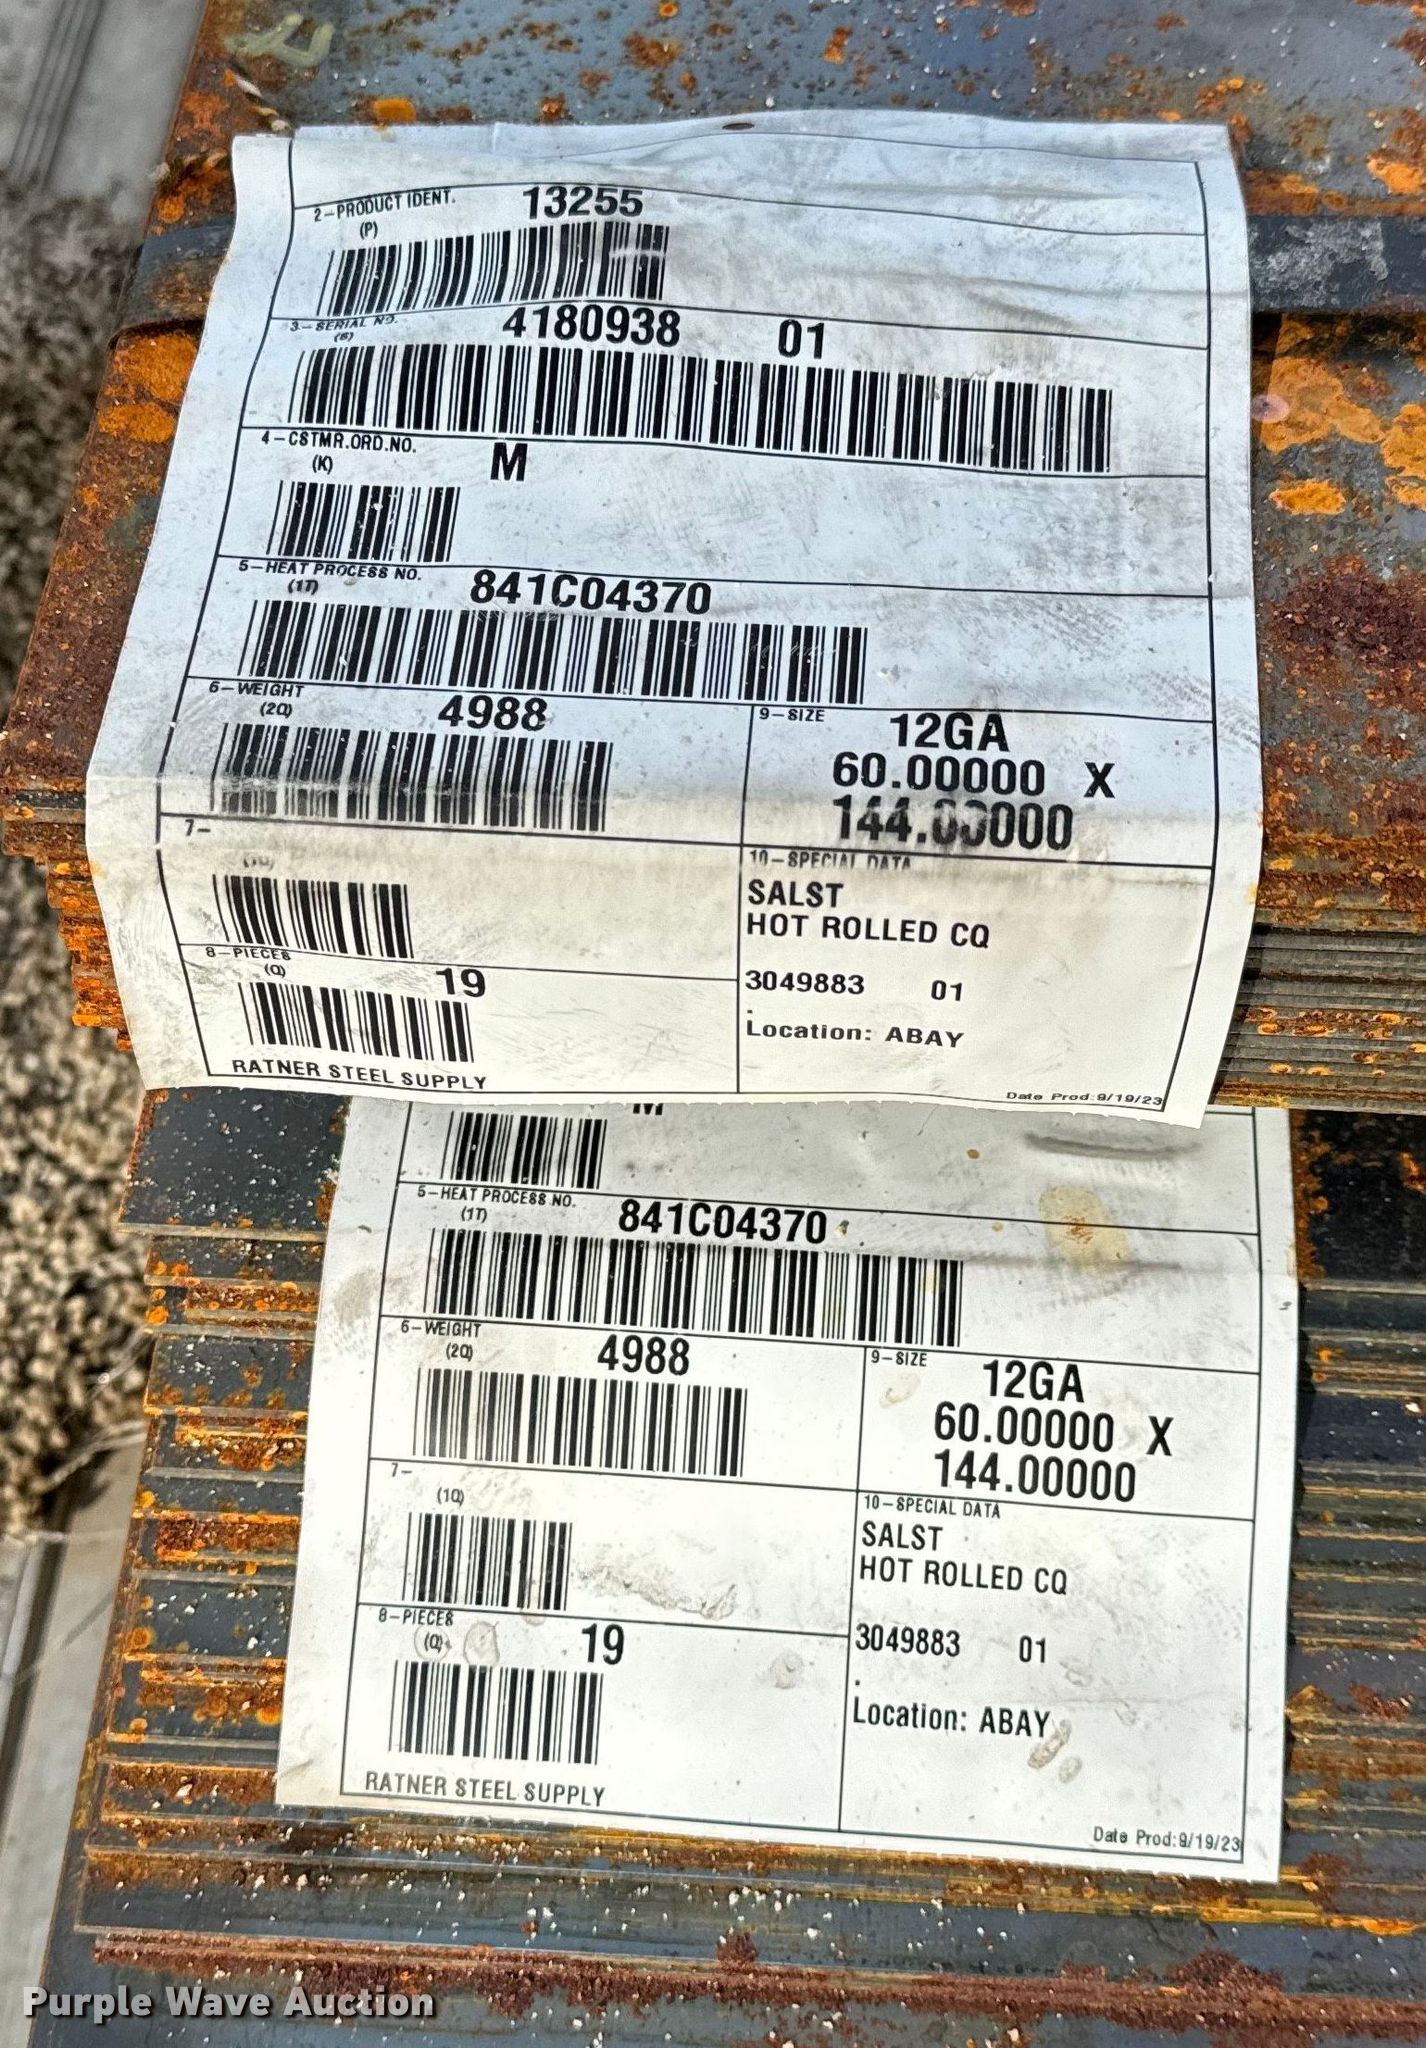 2-PRODUCT IDENT. 13255
(P)
3-SERIAL NO. 4180938 01
(S)
4-CSTMR.ORD.NO. M
(K)
5-HEAT PROCESS NO. 841C04370
(1T)
6-WEIGHT 4988
(2Q)
9-SIZE 12GA
60.00000 X
144.00000
7-
10-SPECIAL DATA
SALST
HOT ROLLED CQ
8-PIECES 19
(Q)
3049883 01
.
Location: ABAY
RATNER STEEL SUPPLY
Date Prod:9/19/23
M
5-HEAT PROCESS NO. 841C04370
(1T)
6-WEIGHT 4988
(2Q)
9-SIZE 12GA
60.00000 X
144.00000
7-
(1Q)
10-SPECIAL DATA
SALST
HOT ROLLED CQ
8-PIECES 19
(Q)
3049883 01
.
Location: ABAY
RATNER STEEL SUPPLY
Date Prod:9/19/23
Purple Wave Auction